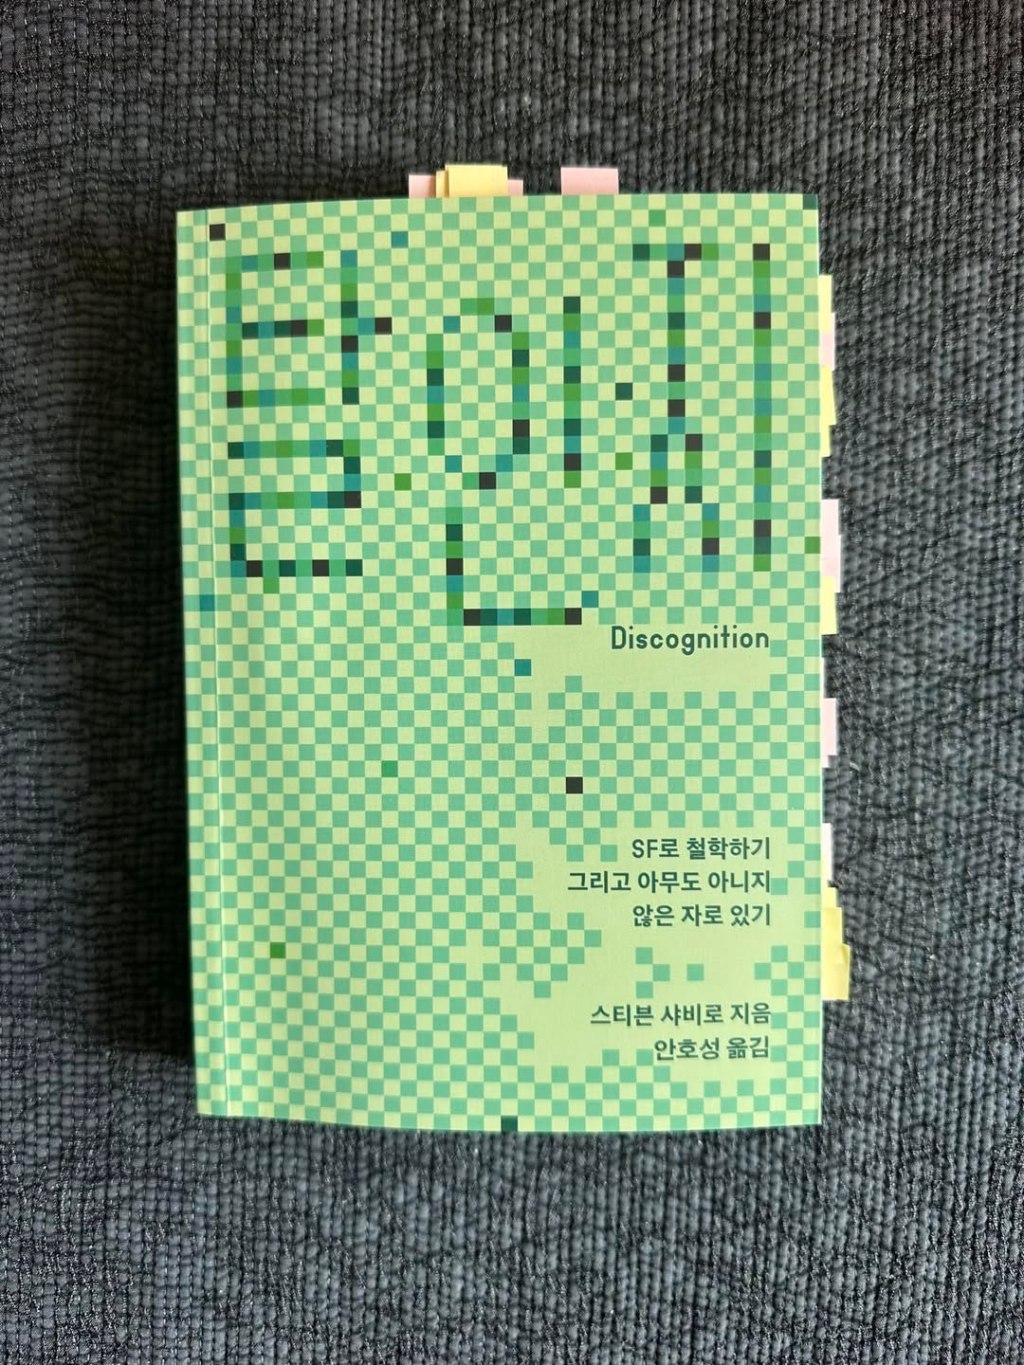 탈인지
Discognition
SF로 철학하기
그리고 아무도 아니지
않은 자로 있기
스티븐 샤비로 지음
안호성 옮김